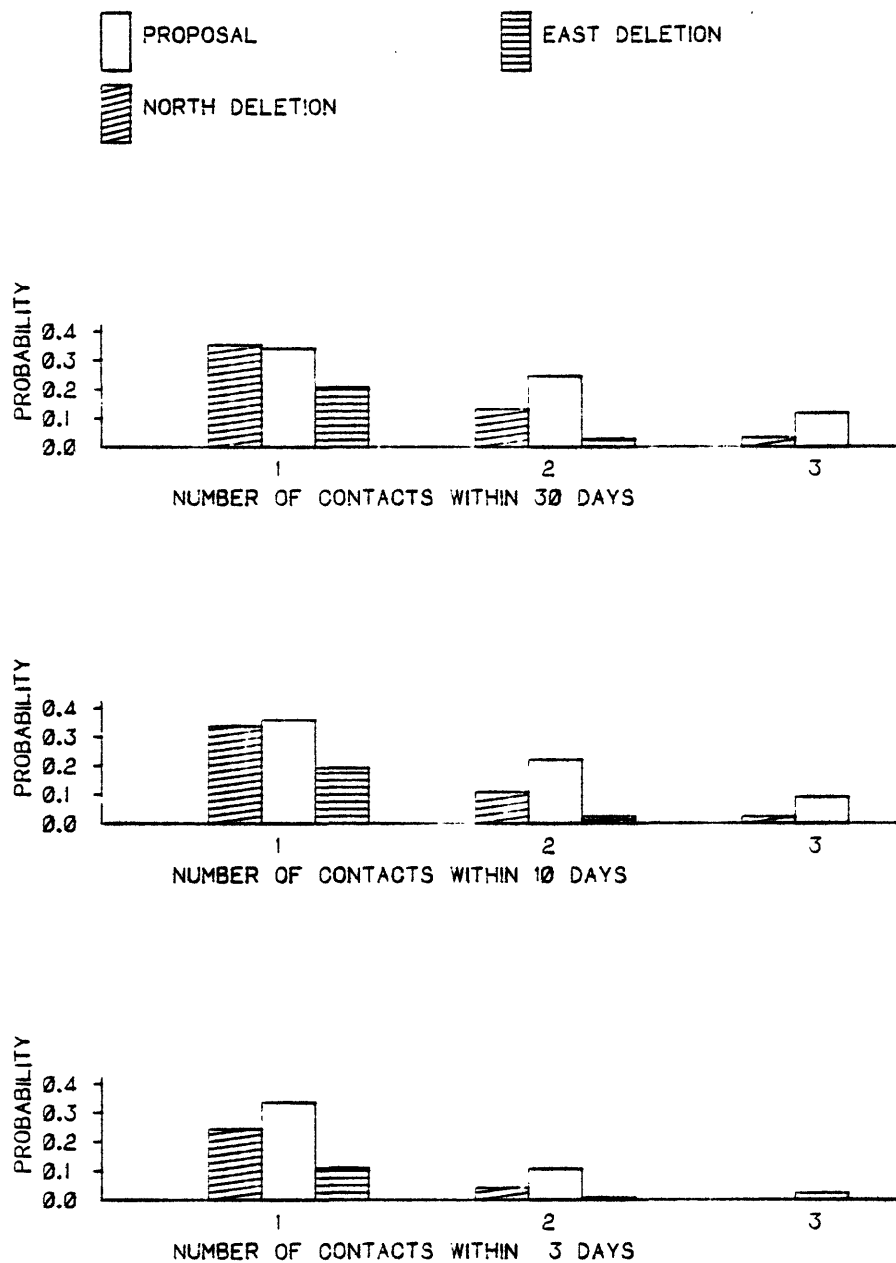 PROPOSAL
EAST DELETION
NORTH DELETION
PROBABILITY
0.4
0.3
0.2
0.1
0.0
1 2 3
NUMBER OF CONTACTS WITHIN 30 DAYS
PROBABILITY
0.4
0.3
0.2
0.1
0.0
1 2 3
NUMBER OF CONTACTS WITHIN 10 DAYS
PROBABILITY
0.4
0.3
0.2
0.1
0.0
1 2 3
NUMBER OF CONTACTS WITHIN 3 DAYS